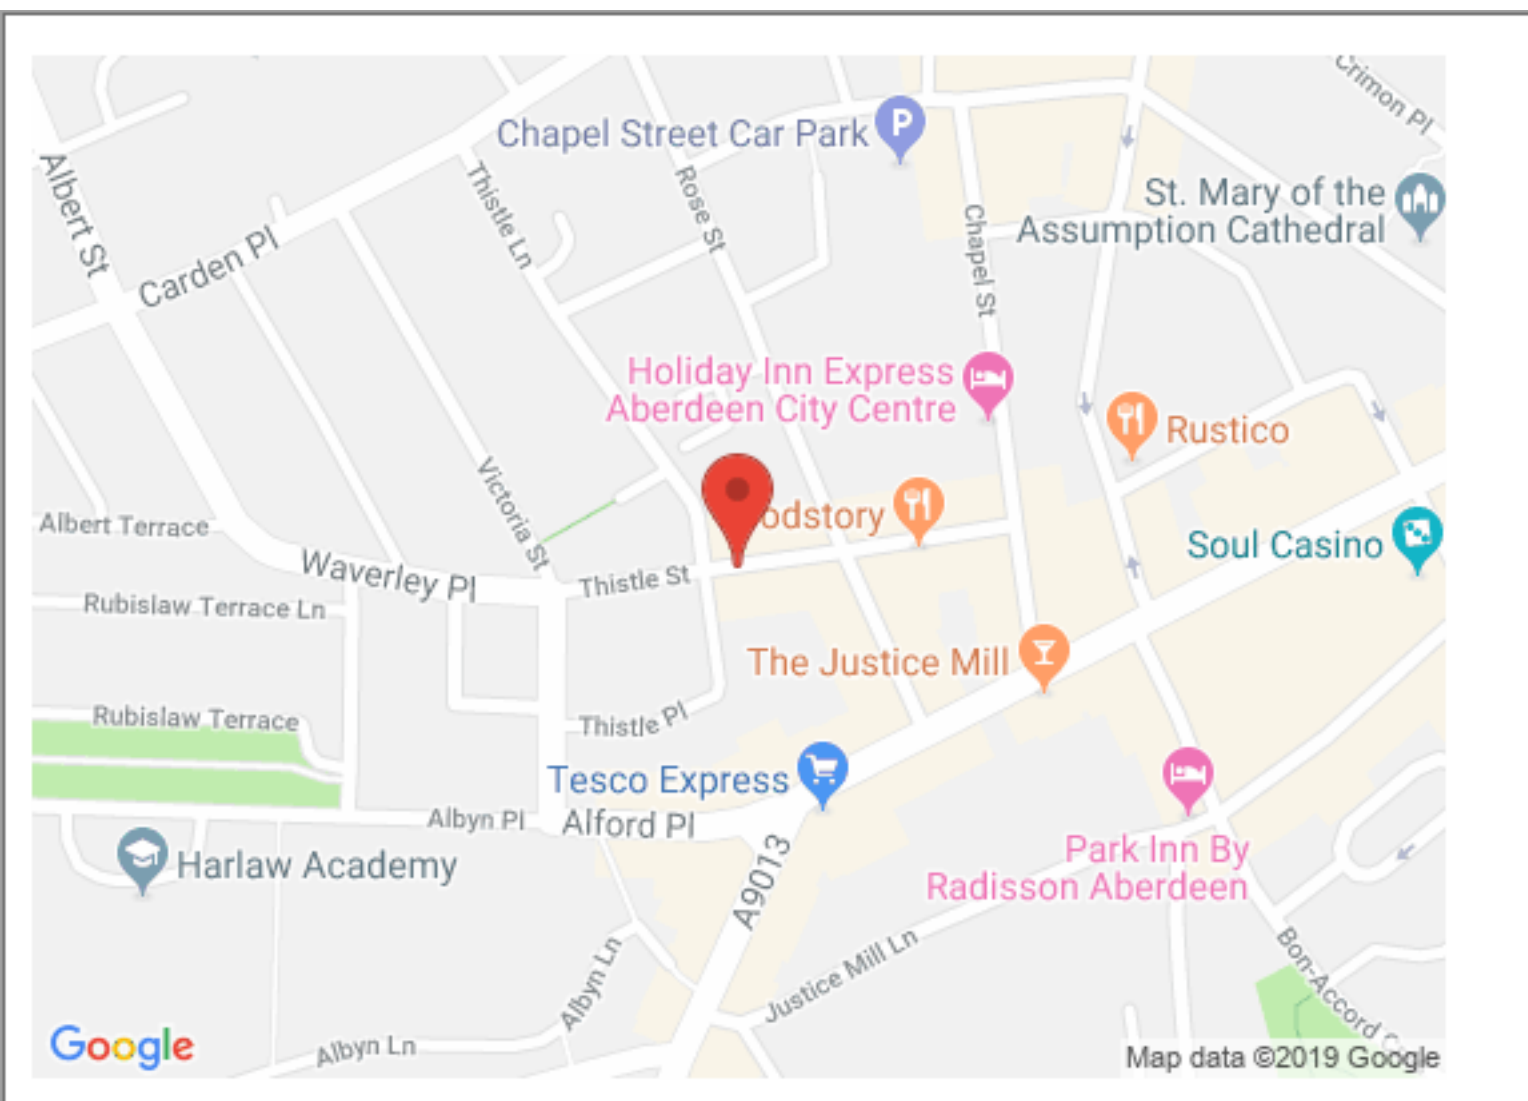 Crimon Pl
Chapel Street Car Park
Albert St
Thistle Ln
Rose St
St. Mary of the
Assumption Cathedral
Chapel St
Carden Pl
Holiday Inn Express
Aberdeen City Centre
Rustico
Victoria St
odstory
Albert Terrace
Soul Casino
Waverley Pl
Thistle St
Rubislaw Terrace Ln
The Justice Mill
Rubislaw Terrace
Thistle Pl
Tesco Express
Albyn Pl
Alford Pl
Harlaw Academy
A9013
Park Inn By
Radisson Aberdeen
Justice Mill Ln
Albyn Ln
Bon-Accord
Google
Albyn Ln
Map data ©2019 Google